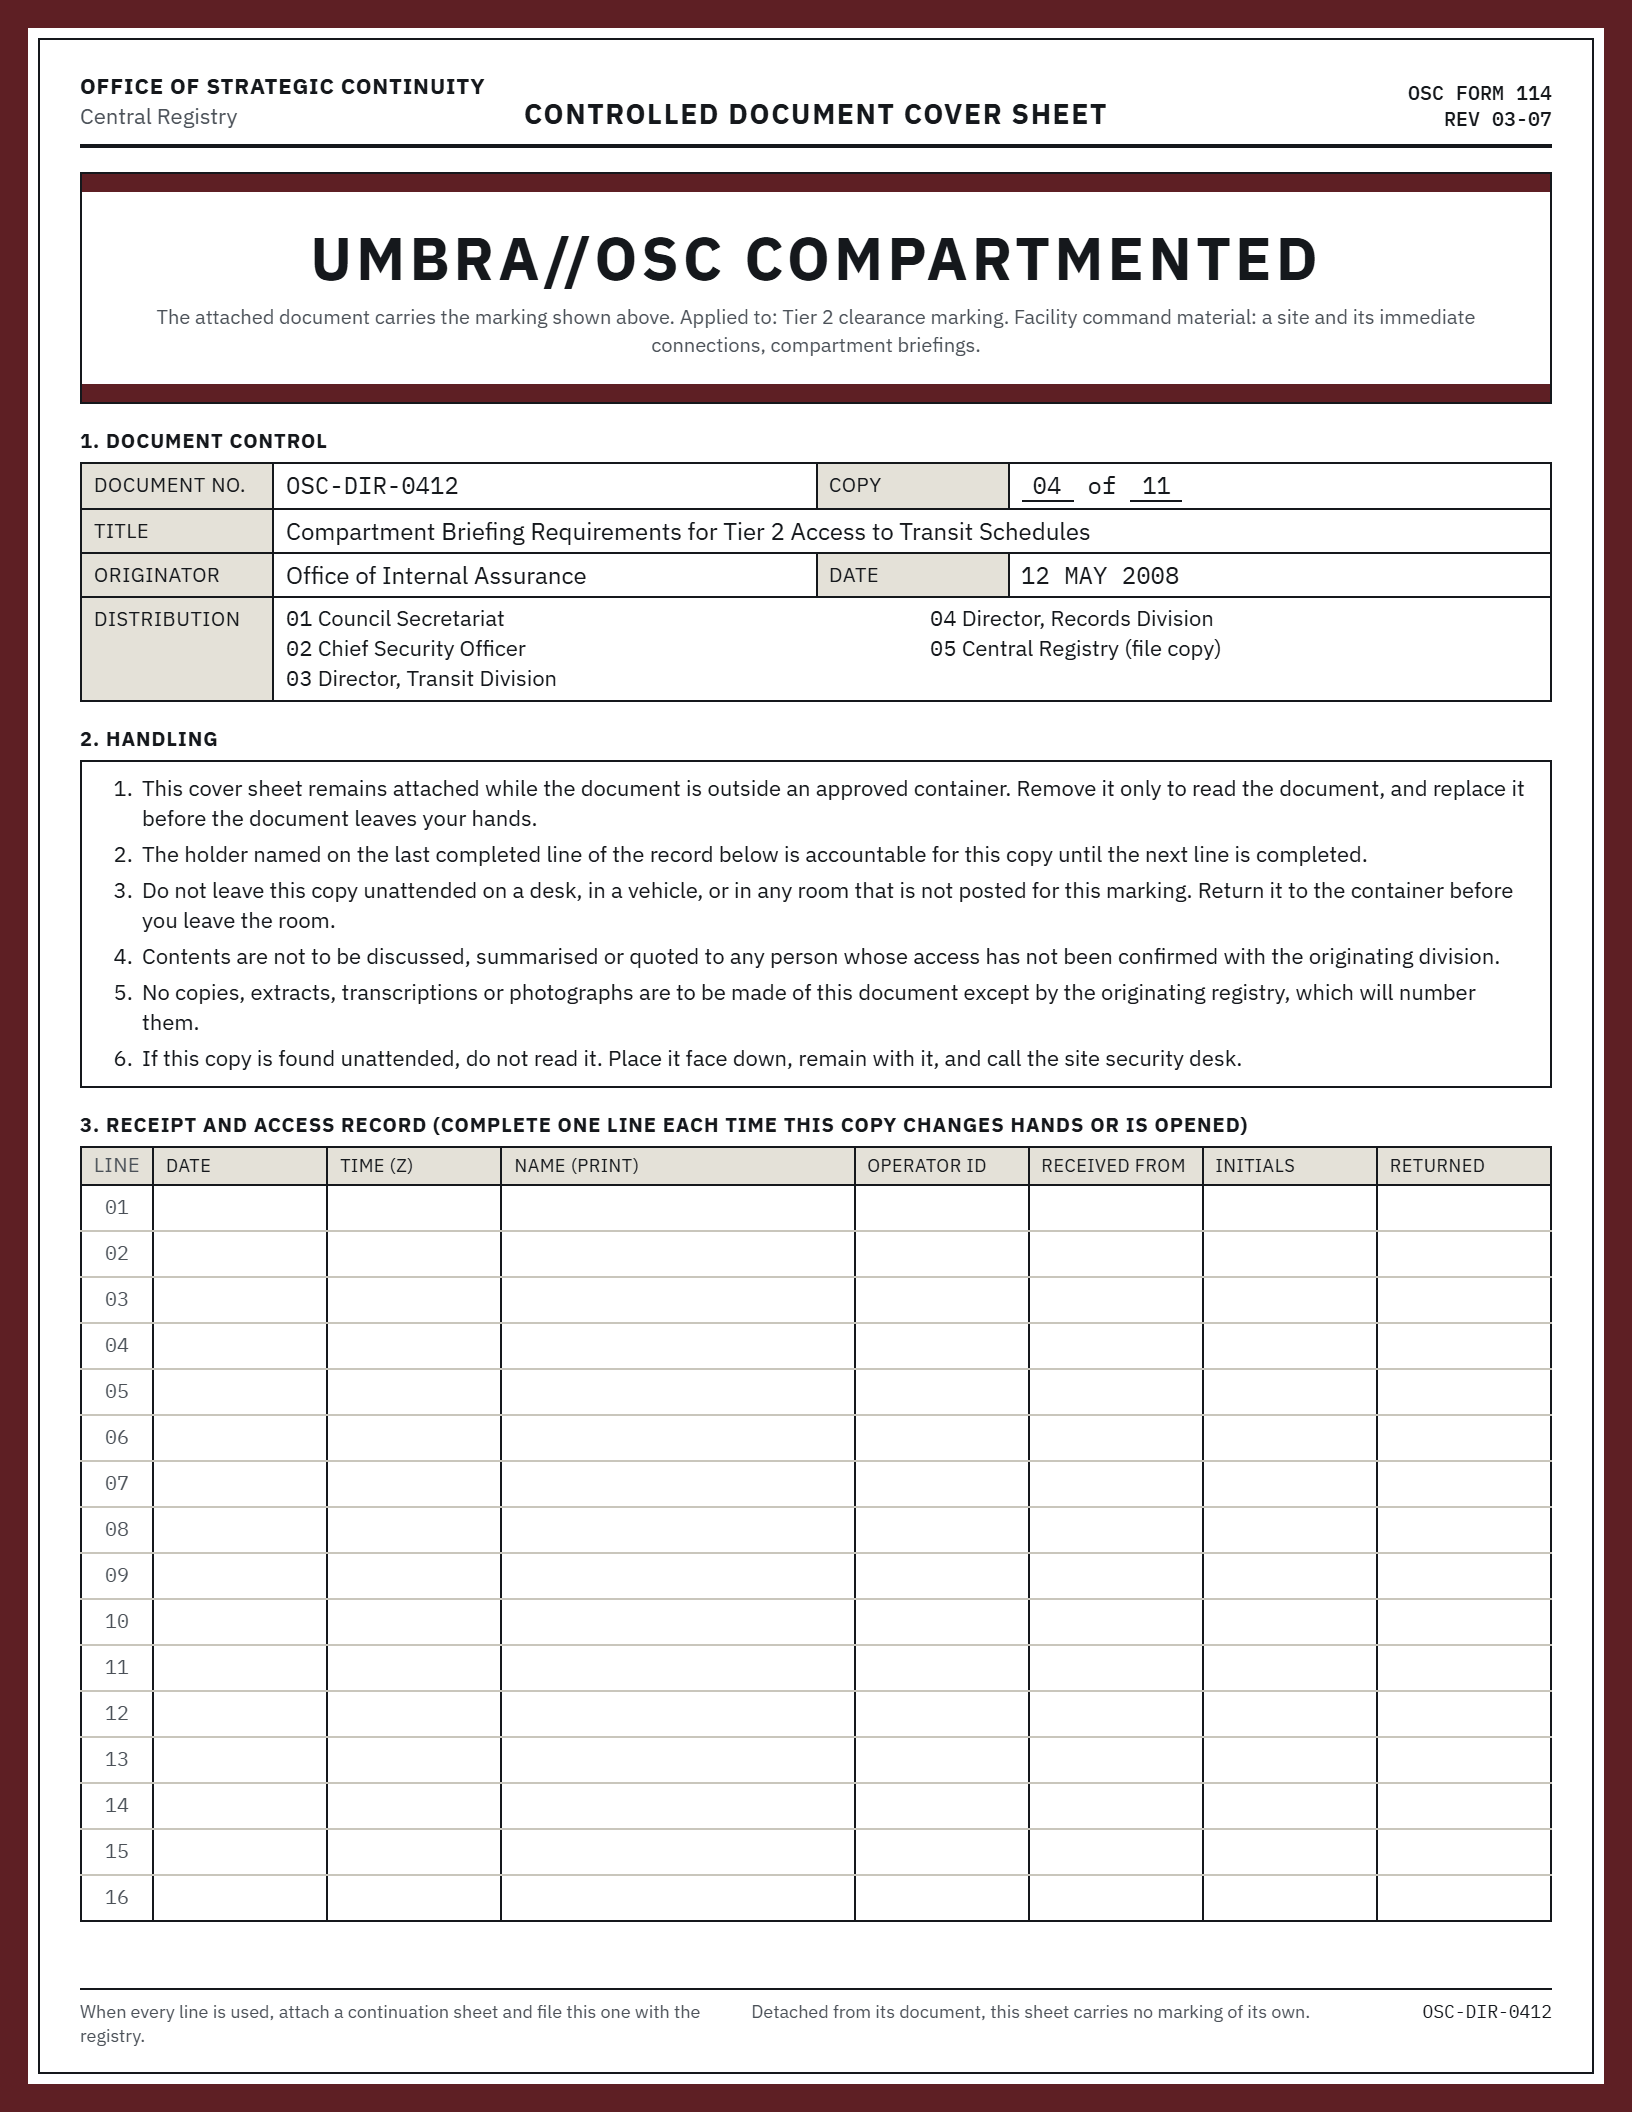 OFFICE OF STRATEGIC CONTINUITY
Central Registry
CONTROLLED DOCUMENT COVER SHEET
OSC FORM 114
REV 03-07
UMBRA//OSC COMPARTMENTED
The attached document carries the marking shown above. Applied to: Tier 2 clearance marking. Facility command material: a site and its immediate
connections, compartment briefings.
1. DOCUMENT CONTROL
DOCUMENT NO. OSC-DIR-0412 COPY 04 of 11
TITLE Compartment Briefing Requirements for Tier 2 Access to Transit Schedules
ORIGINATOR Office of Internal Assurance DATE 12 MAY 2008
DISTRIBUTION 01 Council Secretariat 04 Director, Records Division
02 Chief Security Officer 05 Central Registry (file copy)
03 Director, Transit Division
2. HANDLING
1. This cover sheet remains attached while the document is outside an approved container. Remove it only to read the document, and replace it
before the document leaves your hands.
2. The holder named on the last completed line of the record below is accountable for this copy until the next line is completed.
3. Do not leave this copy unattended on a desk, in a vehicle, or in any room that is not posted for this marking. Return it to the container before
you leave the room.
4. Contents are not to be discussed, summarised or quoted to any person whose access has not been confirmed with the originating division.
5. No copies, extracts, transcriptions or photographs are to be made of this document except by the originating registry, which will number
them.
6. If this copy is found unattended, do not read it. Place it face down, remain with it, and call the site security desk.
3. RECEIPT AND ACCESS RECORD (COMPLETE ONE LINE EACH TIME THIS COPY CHANGES HANDS OR IS OPENED)
LINE DATE TIME (Z) NAME (PRINT) OPERATOR ID RECEIVED FROM INITIALS RETURNED
01
02
03
04
05
06
07
08
09
10
11
12
13
14
15
16
When every line is used, attach a continuation sheet and file this one with the
registry.
Detached from its document, this sheet carries no marking of its own.
OSC-DIR-0412